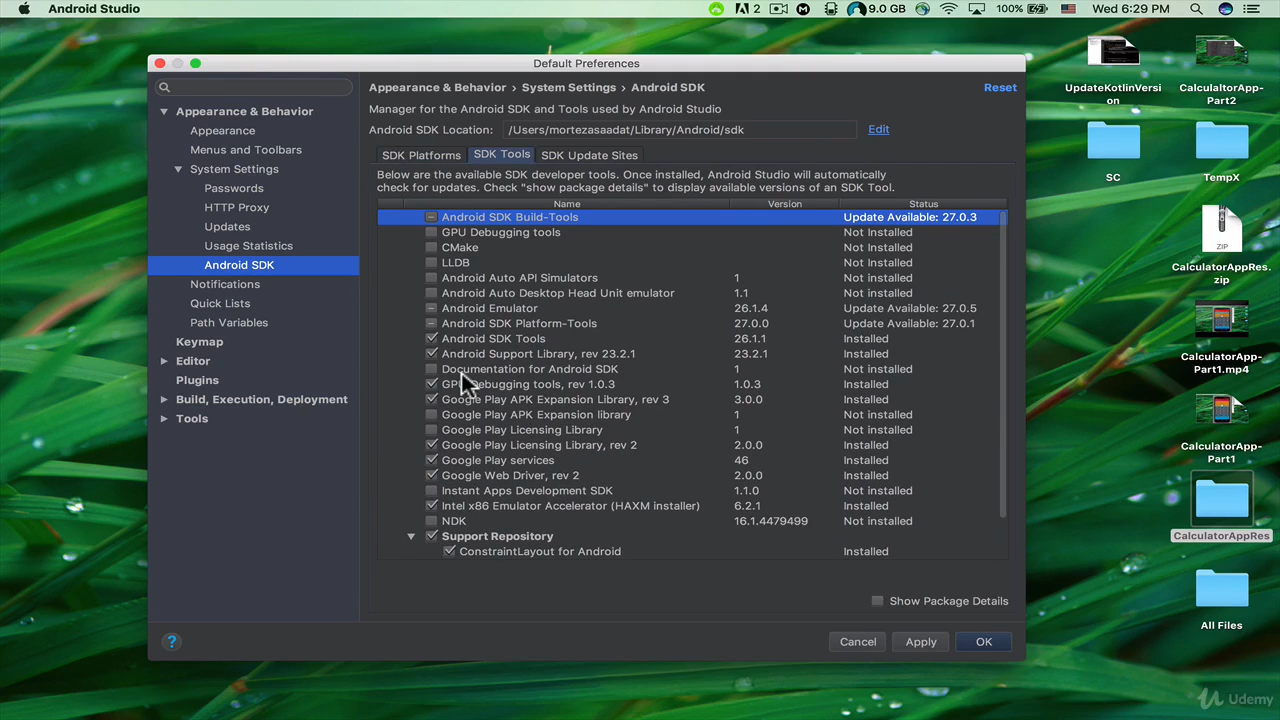 Android Studio
2
9.0 GB
100%
Wed 6:29 PM
Default Preferences
Appearance & Behavior
Appearance
Menus and Toolbars
System Settings
Passwords
HTTP Proxy
Updates
Usage Statistics
Android SDK
Notifications
Quick Lists
Path Variables
Keymap
Editor
Plugins
Build, Execution, Deployment
Tools
Appearance & Behavior › System Settings › Android SDK
Reset
Manager for the Android SDK and Tools used by Android Studio
Android SDK Location: /Users/mortezasaadat/Library/Android/sdk Edit
SDK Platforms SDK Tools SDK Update Sites
Below are the available SDK developer tools. Once installed, Android Studio will automatically
check for updates. Check "show package details" to display available versions of an SDK Tool.
Name Version Status
Android SDK Build-Tools Update Available: 27.0.3
GPU Debugging tools Not Installed
CMake Not Installed
LLDB Not Installed
Android Auto API Simulators 1 Not installed
Android Auto Desktop Head Unit emulator 1.1 Not installed
Android Emulator 26.1.4 Update Available: 27.0.5
Android SDK Platform-Tools 27.0.0 Update Available: 27.0.1
Android SDK Tools 26.1.1 Installed
Android Support Library, rev 23.2.1 23.2.1 Installed
Documentation for Android SDK 1 Not installed
GPU Debugging tools, rev 1.0.3 1.0.3 Installed
Google Play APK Expansion Library, rev 3 3.0.0 Installed
Google Play APK Expansion library 1 Not installed
Google Play Licensing Library 1 Not installed
Google Play Licensing Library, rev 2 2.0.0 Installed
Google Play services 46 Installed
Google Web Driver, rev 2 2.0.0 Installed
Instant Apps Development SDK 1.1.0 Not installed
Intel x86 Emulator Accelerator (HAXM installer) 6.2.1 Installed
NDK 16.1.4479499 Not installed
Support Repository
ConstraintLayout for Android Installed
Show Package Details
?
Cancel Apply OK
UpdateKotlinVersi
on
CalculaltorApp-
Part2
SC
TempX
ZIP
CalculatorAppRes.
zip
CalculatorApp-
Part1.mp4
CalculatorApp-
Part1
CalculatorAppRes
All Files
Udemy